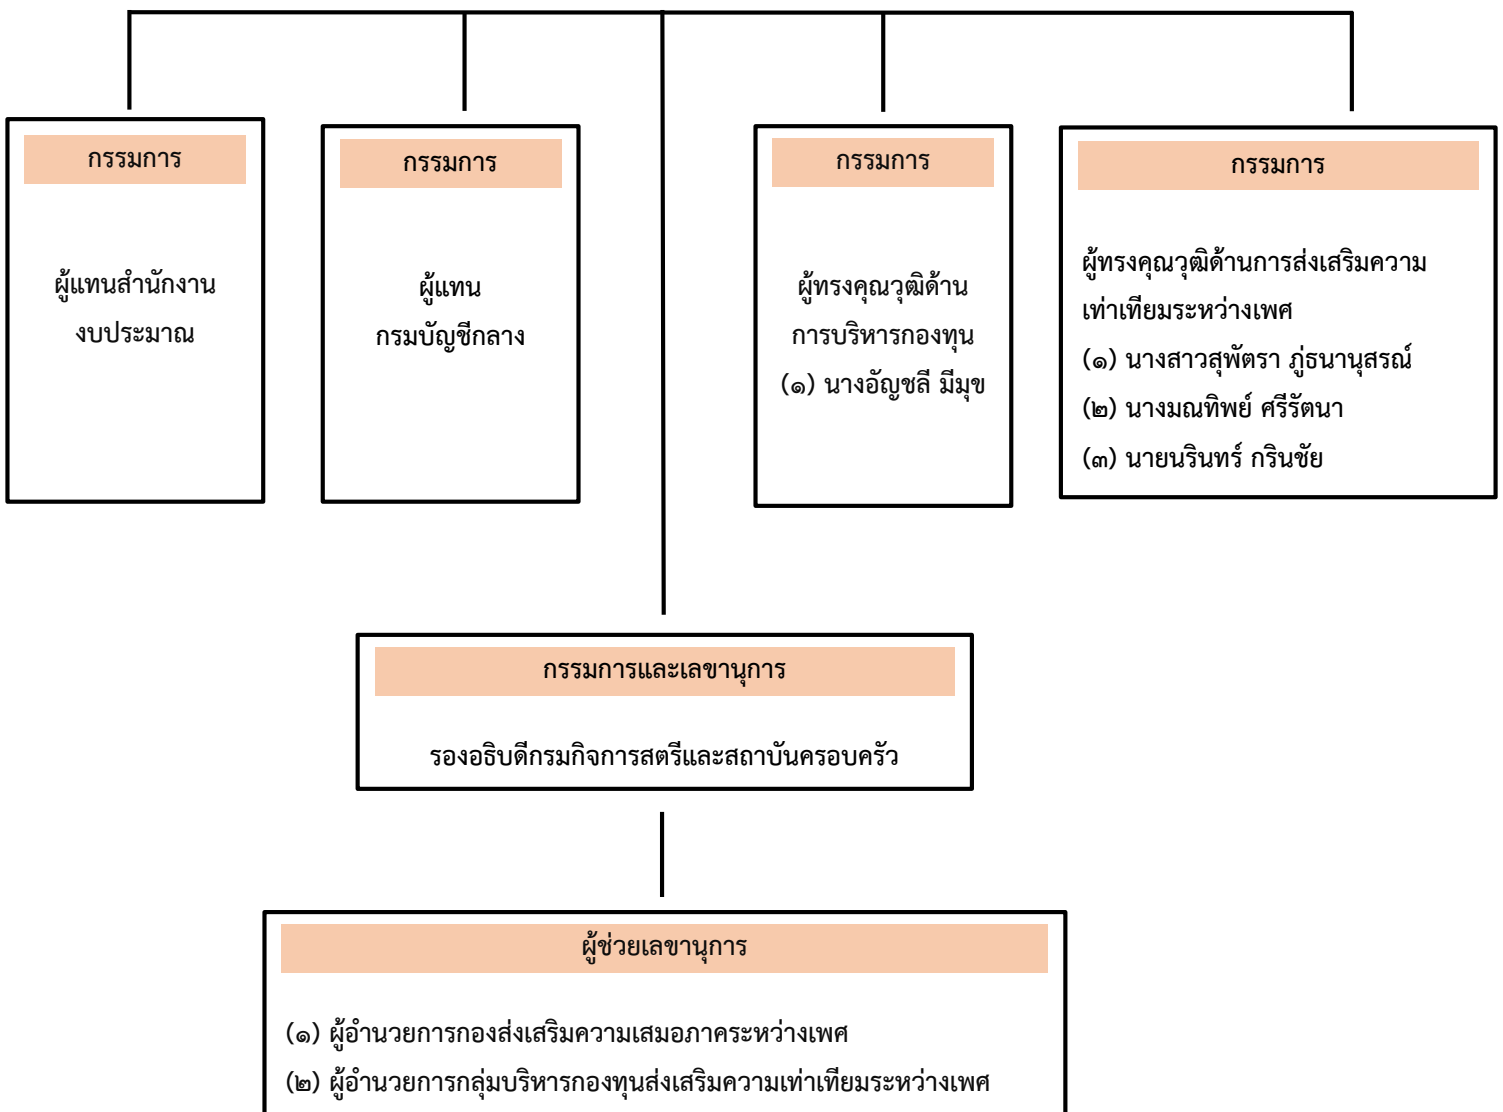 กรรมการ
ผู้แทนสำนักงาน
งบประมาณ
กรรมการ
ผู้แทน
กรมบัญชีกลาง
กรรมการ
ผู้ทรงคุณวุฒิด้าน
การบริหารกองทุน
(๑) นางอัญชลี มีมุข
กรรมการ
ผู้ทรงคุณวุฒิด้านการส่งเสริมความ
เท่าเทียมระหว่างเพศ
(๑) นางสาวสุพัตรา ภู่ธนานุสรณ์
(๒) นางมณทิพย์ ศรีรัตนา
(๓) นายนรินทร์ กรินชัย
กรรมการและเลขานุการ
รองอธิบดีกรมกิจการสตรีและสถาบันครอบครัว
ผู้ช่วยเลขานุการ
(๑) ผู้อำนวยการกองส่งเสริมความเสมอภาคระหว่างเพศ
(๒) ผู้อำนวยการกลุ่มบริหารกองทุนส่งเสริมความเท่าเทียมระหว่างเพศ